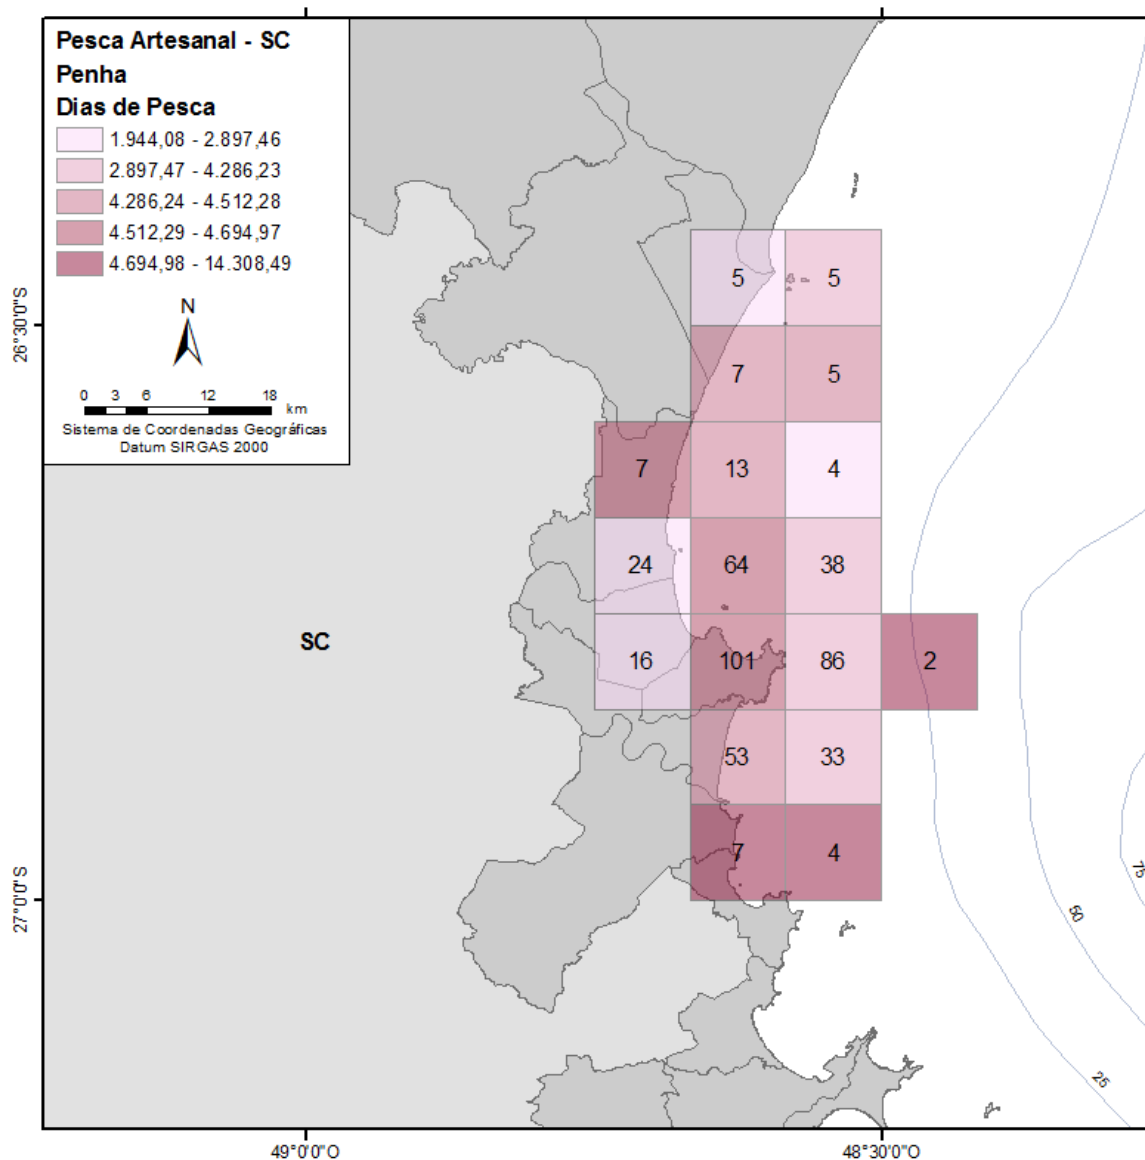 Pesca Artesanal - SC
Penha
Dias de Pesca
1.944,08 - 2.897,46
2.897,47 - 4.286,23
4.286,24 - 4.512,28
4.512,29 - 4.694,97
4.694,98 - 14.308,49
N
0 3 6 12 18
km
Sistema de Coordenadas Geográficas
Datum SIRGAS 2000
26°30'0"S
27°0'0"S
SC
5 5
7 5
7 13 4
24 64 38
16 101 86 2
53 33
7 4
75
50
25
49°0'0"O
48°30'0"O